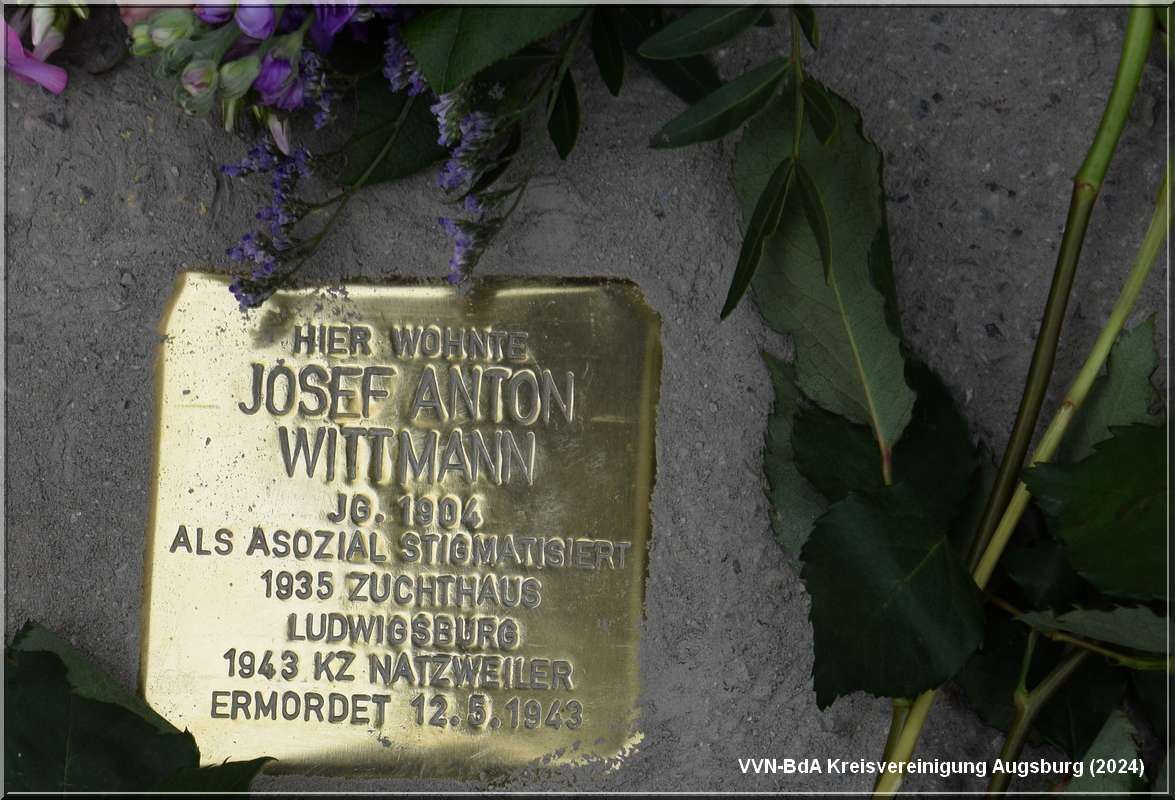 HIER WOHNTE
JOSEF ANTON
WITTMANN
JG. 1904
ALS ASOZIAL STIGMATISIERT
1935 ZUCHTHAUS
LUDWIGSBURG
1943 KZ NATZWEILER
ERMORDET 12.5.1943
VVN-BdA Kreisvereinigung Augsburg (2024)